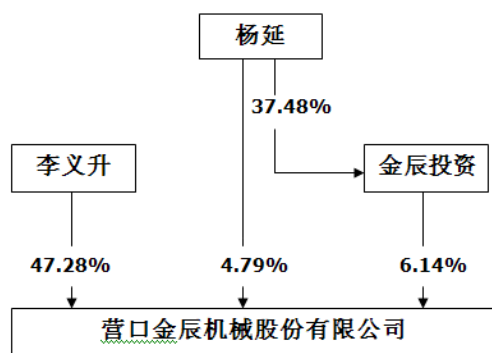 杨延
37.48%
李义升
金辰投资
47.28%
4.79%
6.14%
营口金辰机械股份有限公司